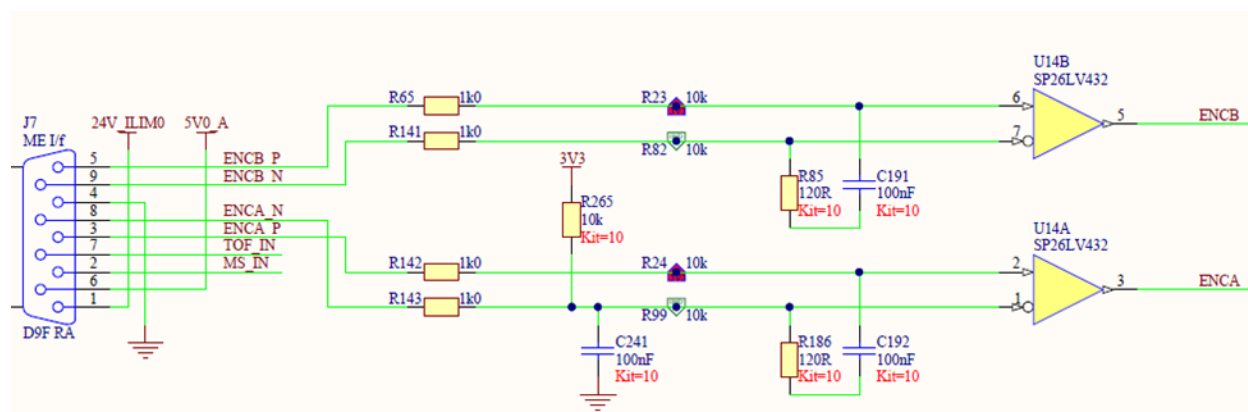 U14B
SP26LV432
R65 1k0
R23 10k
6
5
ENCB
7
J7
ME I/f
24V_ILIM0
5V0_A
R141 1k0
R82 10k
5
ENCB_P
9
ENCB_N
4
8
ENCA_N
3
ENCA_P
7
TOF_IN
2
MS_IN
6
1
D9F RA
3V3
R265
10k
Kit=10
R85
120R
Kit=10
C191
100nF
Kit=10
U14A
SP26LV432
R142 1k0
R24 10k
2
3
ENCA
1
R143 1k0
R99 10k
C241
100nF
Kit=10
R186
120R
Kit=10
C192
100nF
Kit=10